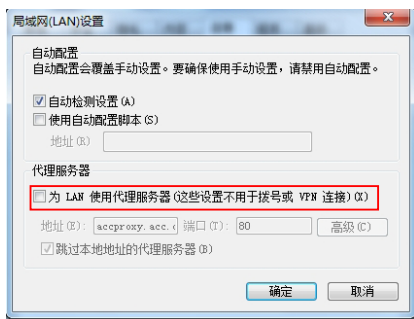 局域网(LAN)设置
自动配置
自动配置会覆盖手动设置。要确保使用手动设置，请禁用自动配置。
自动检测设置(A)
使用自动配置脚本(S)
地址(R)
代理服务器
为 LAN 使用代理服务器(这些设置不用于拨号或 VPN 连接)(X)
地址(E): accproxy.acc. 端口(T): 80 高级(C)
跳过本地地址的代理服务器(B)
确定 取消